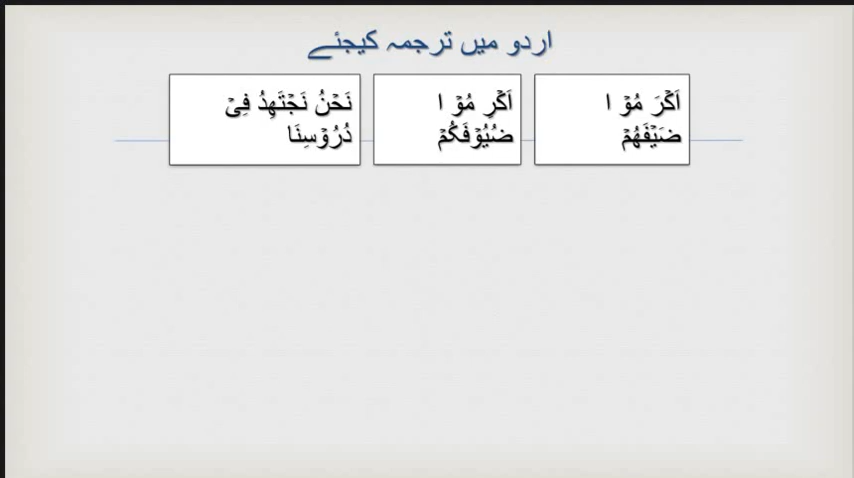 اردو میں ترجمہ کیجئے
اَکْرَ مُوْ ا
ضَیْفَهُمْ
اَکْرِ مُوْ ا
ضُیُوْفَکُمْ
نَحْنُ نَجْتَهِدُ فِیْ
دُرُوْسِنَا